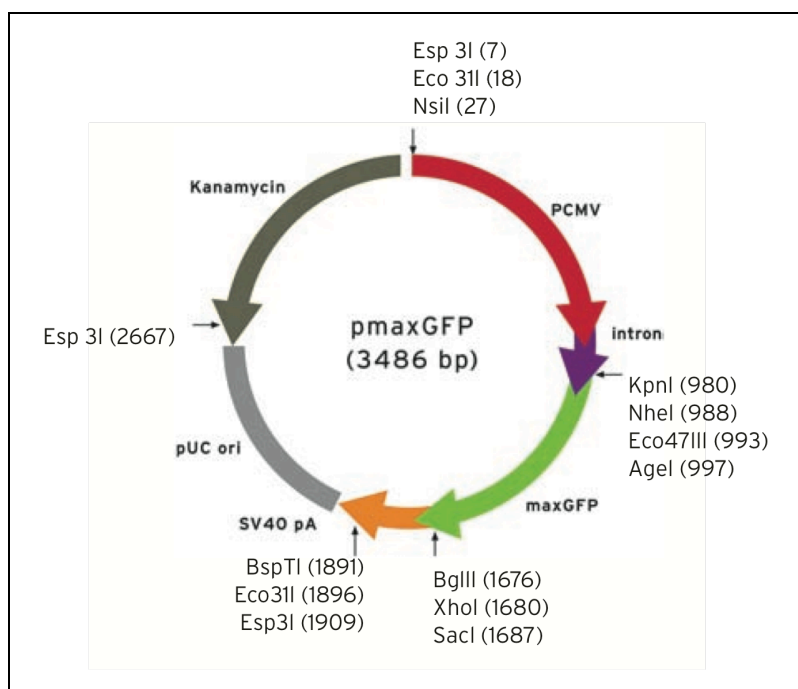 Esp 3I (7)
Eco 31I (18)
NsiI (27)
Kanamycin
PCMV
Esp 3I (2667)
pmaxGFP
(3486 bp)
intron
KpnI (980)
NheI (988)
Eco47III (993)
AgeI (997)
pUC ori
maxGFP
SV40 pA
BspTI (1891)
Eco31I (1896)
Esp3I (1909)
BglII (1676)
XhoI (1680)
SacI (1687)